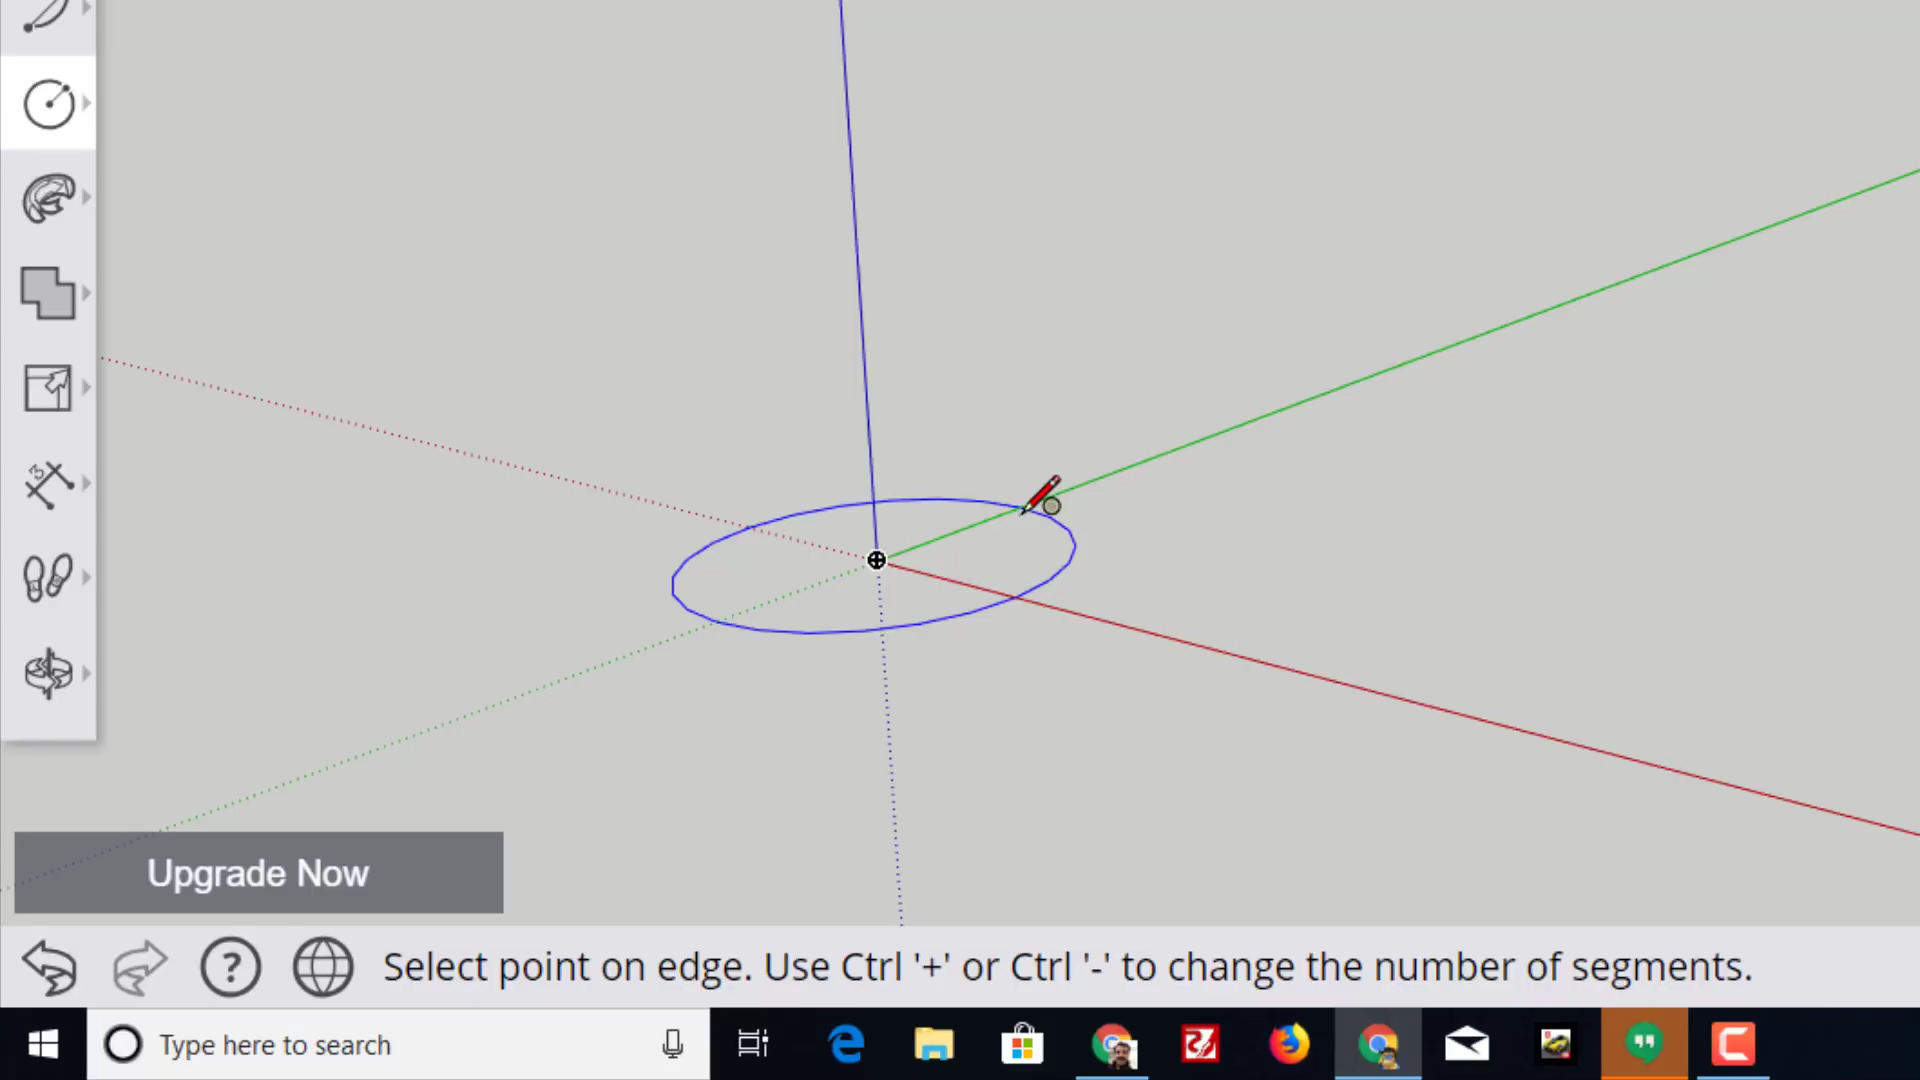 3
Upgrade Now
?
Select point on edge. Use Ctrl '+' or Ctrl '-' to change the number of segments.
Type here to search